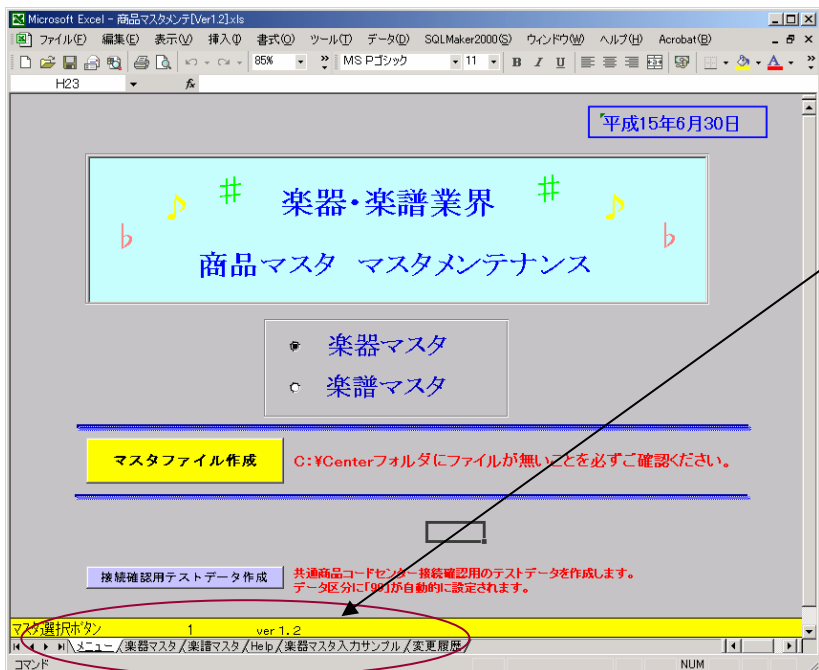 Microsoft Excel - 商品マスタメンテ[Ver1.2].xls
ファイル(F) 編集(E) 表示(V) 挿入(I) 書式(O) ツール(T) データ(D) SQLMaker2000(S) ウィンドウ(W) ヘルプ(H) Acrobat(B)
85% MS Pゴシック 11 B I U
H23 fx
平成15年6月30日
楽器・楽譜業界
商品マスタ マスタメンテナンス
楽器マスタ
楽譜マスタ
マスタファイル作成 C:¥Centerフォルダにファイルが無いことを必ずご確認ください。
接続確認用テストデータ作成 共通商品コードセンター接続確認用のテストデータを作成します。
データ区分に「99」が自動的に設定されます。
マスタ選択ボタン 1 ver 1.2
メニュー/楽器マスタ/楽譜マスタ/Help/楽器マスタ入力サンプル/変更履歴/
コマンド NUM